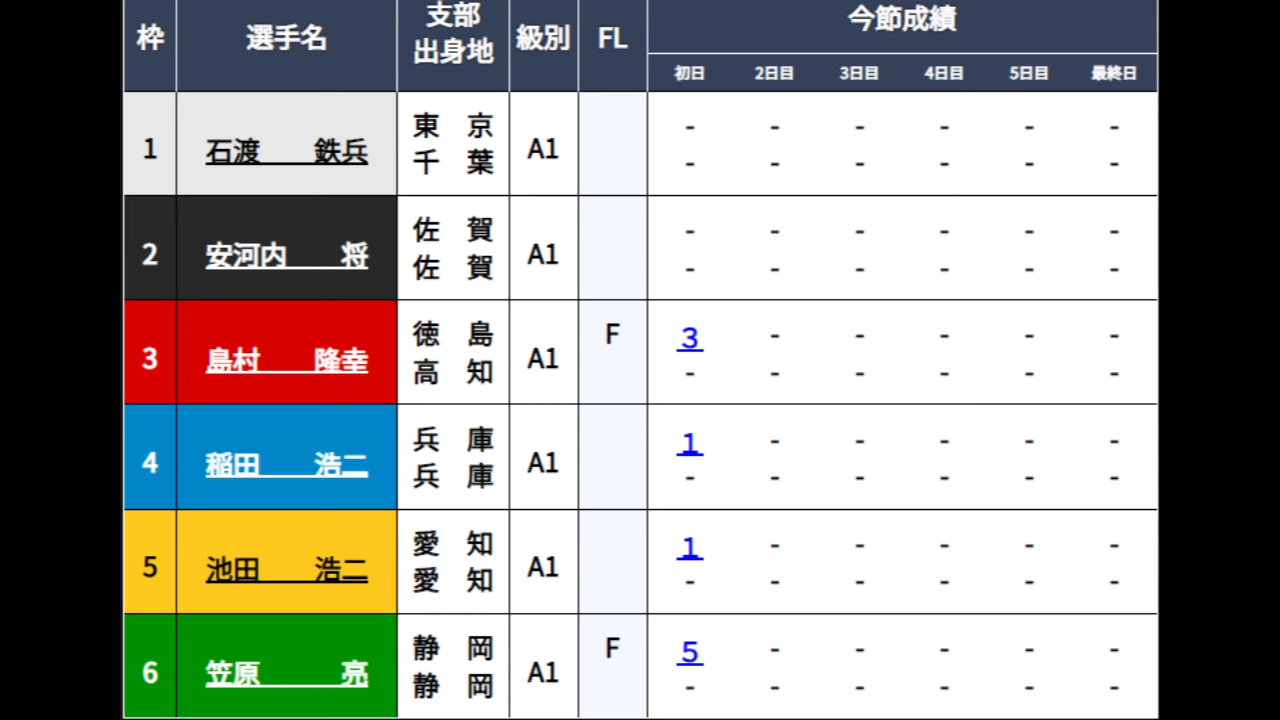 枠 選手名 支部 出身地 級別 FL 今節成績
初日 2日目 3日目 4日目 5日目 最終日
1 石渡 鉄兵 東京 A1 - - - - - -
千葉 - - - - - -
2 安河内 将 佐賀 A1 - - - - - -
佐賀 - - - - - -
3 島村 隆幸 徳島 A1 F 3 - - - - -
高知 - - - - - -
4 稲田 浩二 兵庫 A1 1 - - - - -
兵庫 - - - - - -
5 池田 浩二 愛知 A1 1 - - - - -
愛知 - - - - - -
6 笠原 亮 静岡 A1 F 5 - - - - -
静岡 - - - - - -